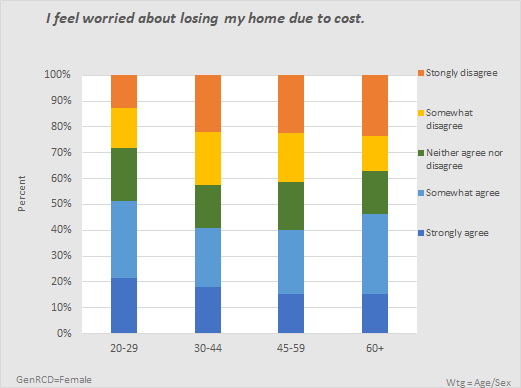 I feel worried about losing my home due to cost.
100%
90%
80%
70%
60%
50%
40%
30%
20%
10%
0%
Percent
20-29
30-44
45-59
60+
Stongly disagree
Somewhat
disagree
Neither agree nor
disagree
Somewhat agree
Strongly agree
GenRCD=Female
Wtg = Age/Sex